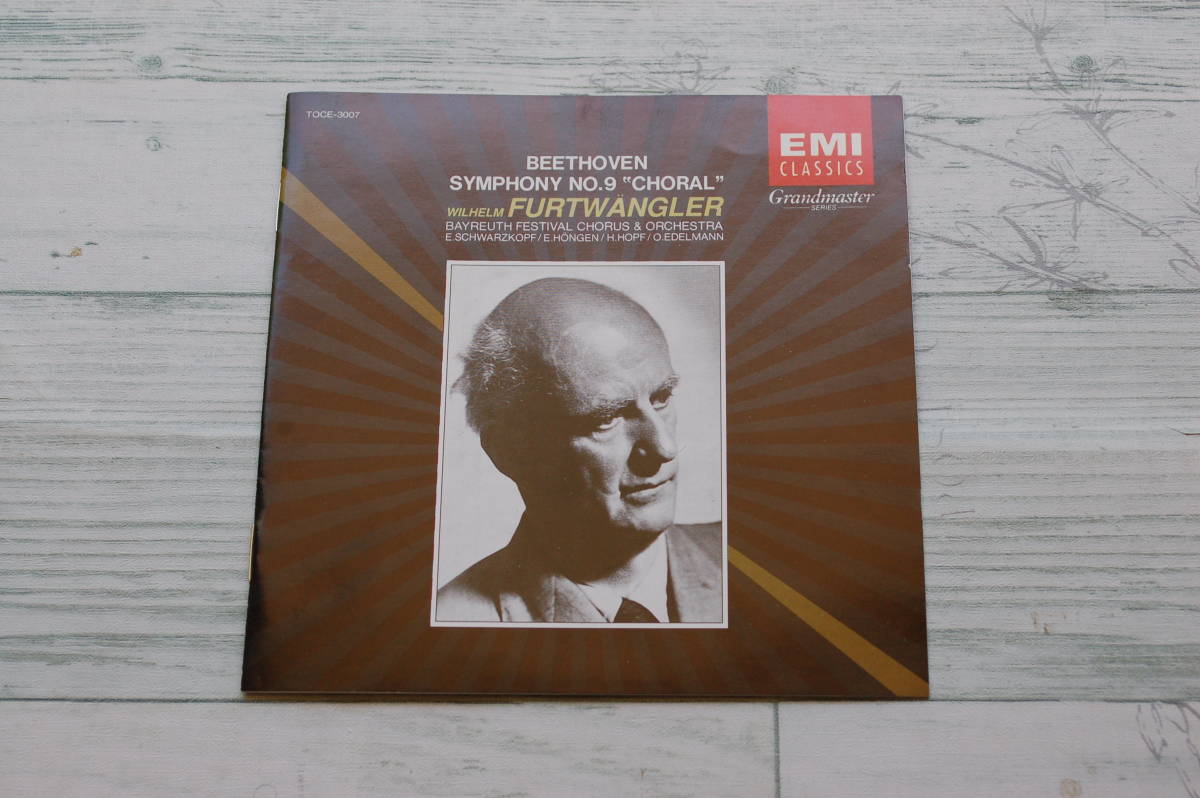 TOCE-3007
EMI
CLASSICS
Grandmaster
SERIES
BEETHOVEN
SYMPHONY NO.9 "CHORAL"
WILHELM FURTWÄNGLER
BAYREUTH FESTIVAL CHORUS & ORCHESTRA
E.SCHWARZKOPF/E.HÖNGEN/H.HOPF/O.EDELMANN